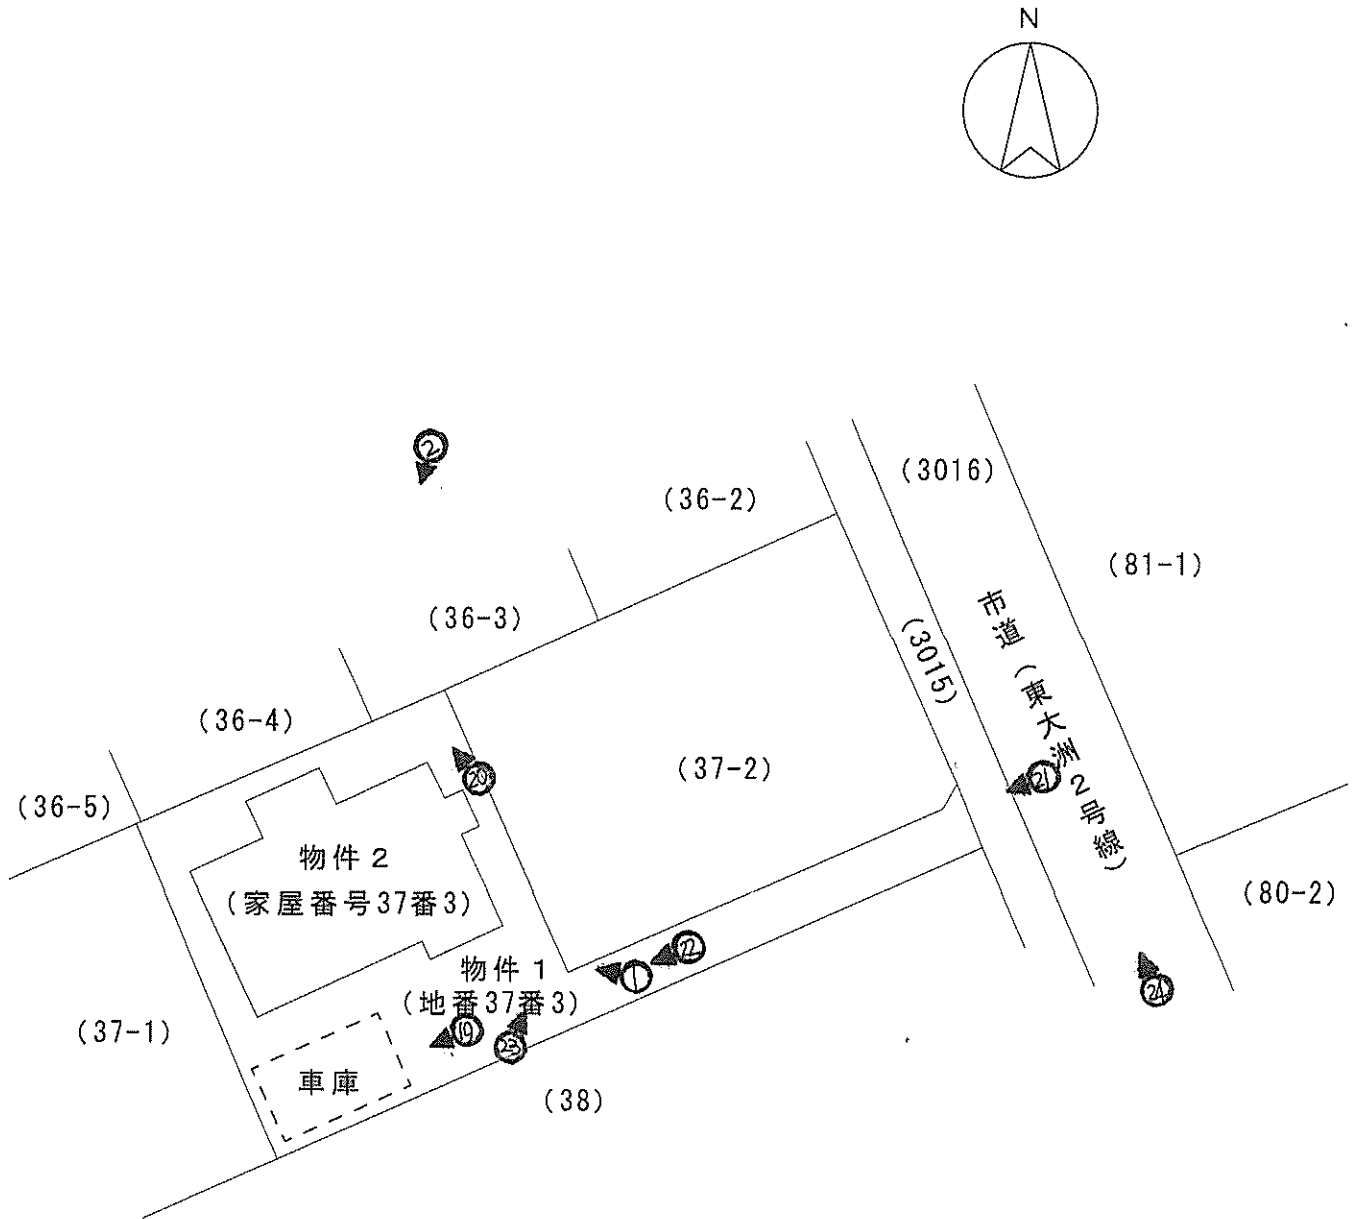 N
②
(36-2)
(3016)
(81-1)
(36-3)
(3015)
市道(東大洲2号線)
(36-4)
(37-2)
⑳
㉑
(36-5)
物件2
(家屋番号37番3)
(80-2)
㉒
①
物件1
(地番37番3)
㉔
(37-1)
⑲
㉓
車庫
(38)